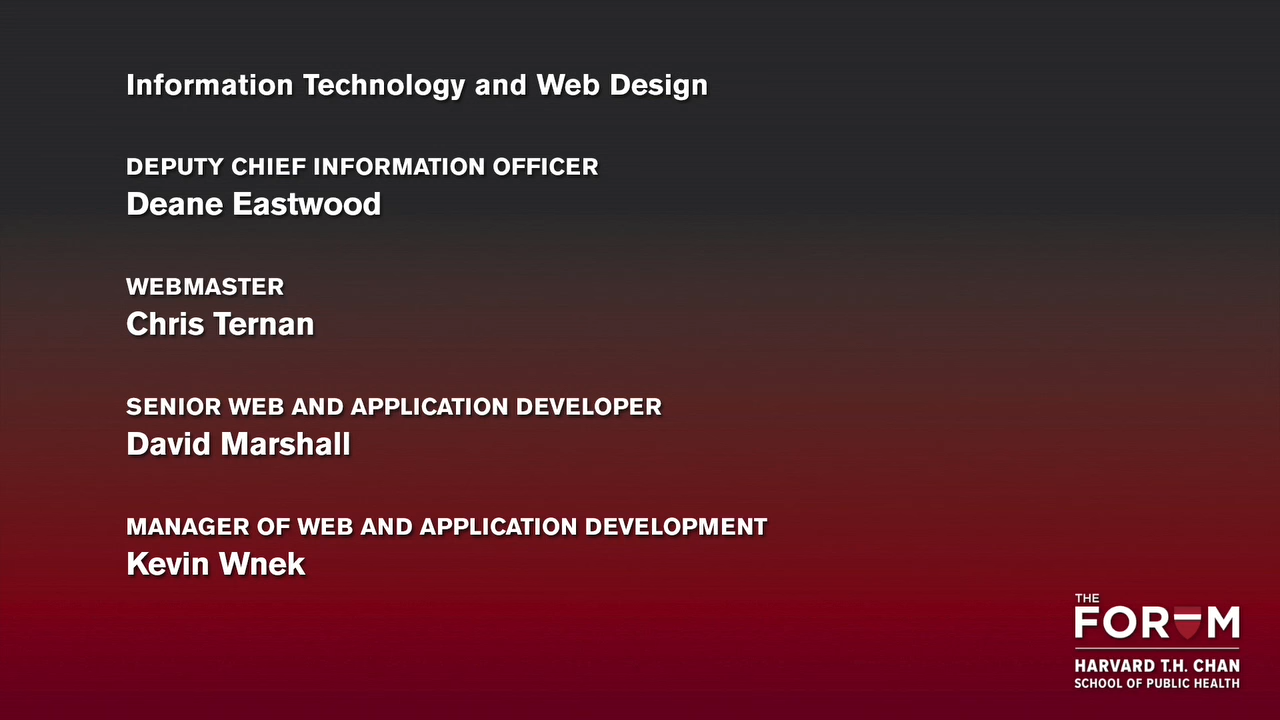 Information Technology and Web Design
DEPUTY CHIEF INFORMATION OFFICER
Deane Eastwood
WEBMASTER
Chris Ternan
SENIOR WEB AND APPLICATION DEVELOPER
David Marshall
MANAGER OF WEB AND APPLICATION DEVELOPMENT
Kevin Wnek
THE
FORUM
HARVARD T.H. CHAN
SCHOOL OF PUBLIC HEALTH